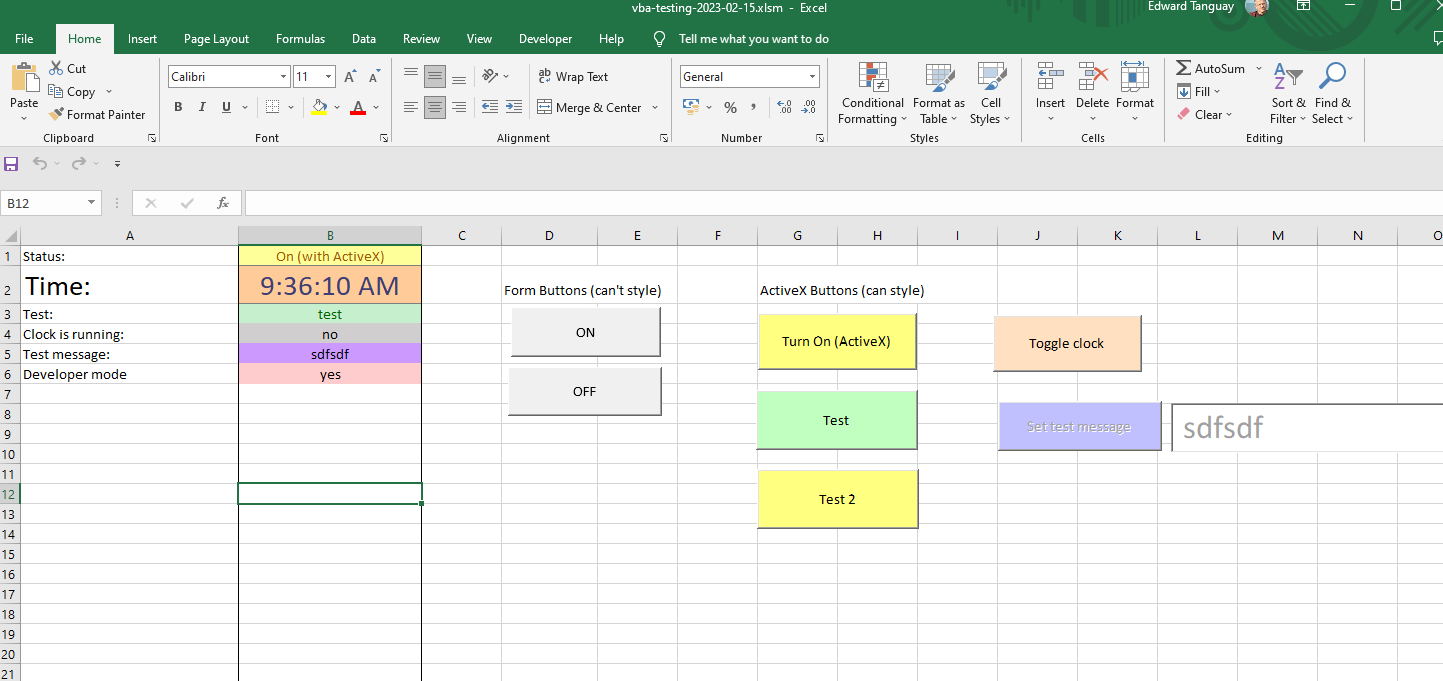 vba-testing-2023-02-15.xlsm - Excel
Edward Tanguay
File Home Insert Page Layout Formulas Data Review View Developer Help Tell me what you want to do
Paste
Cut
Copy
Format Painter
Clipboard
Calibri 11
B I U
Font
Wrap Text
Merge & Center
Alignment
General
%
Number
Conditional Formatting
Format as Table
Cell Styles
Styles
Insert Delete Format
Cells
AutoSum
Fill
Clear
Sort & Filter
Find & Select
Editing
B12 fx
A B C D E F G H I J K L M N O
1 Status: On (with ActiveX)
2 Time: 9:36:10 AM Form Buttons (can't style) ActiveX Buttons (can style)
3 Test: test
4 Clock is running: no
5 Test message: sdfsdf
6 Developer mode yes
7
8
9
10
11
12
13
14
15
16
17
18
19
20
21
ON
OFF
Turn On (ActiveX)
Test
Test 2
Toggle clock
Set test message sdfsdf